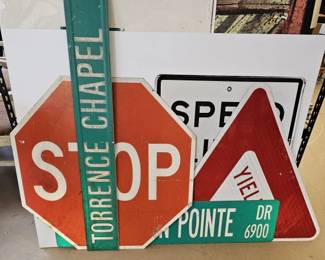 TORRENCE CHAPEL
STOP
SPEED
YIEL
POINTE DR
6900